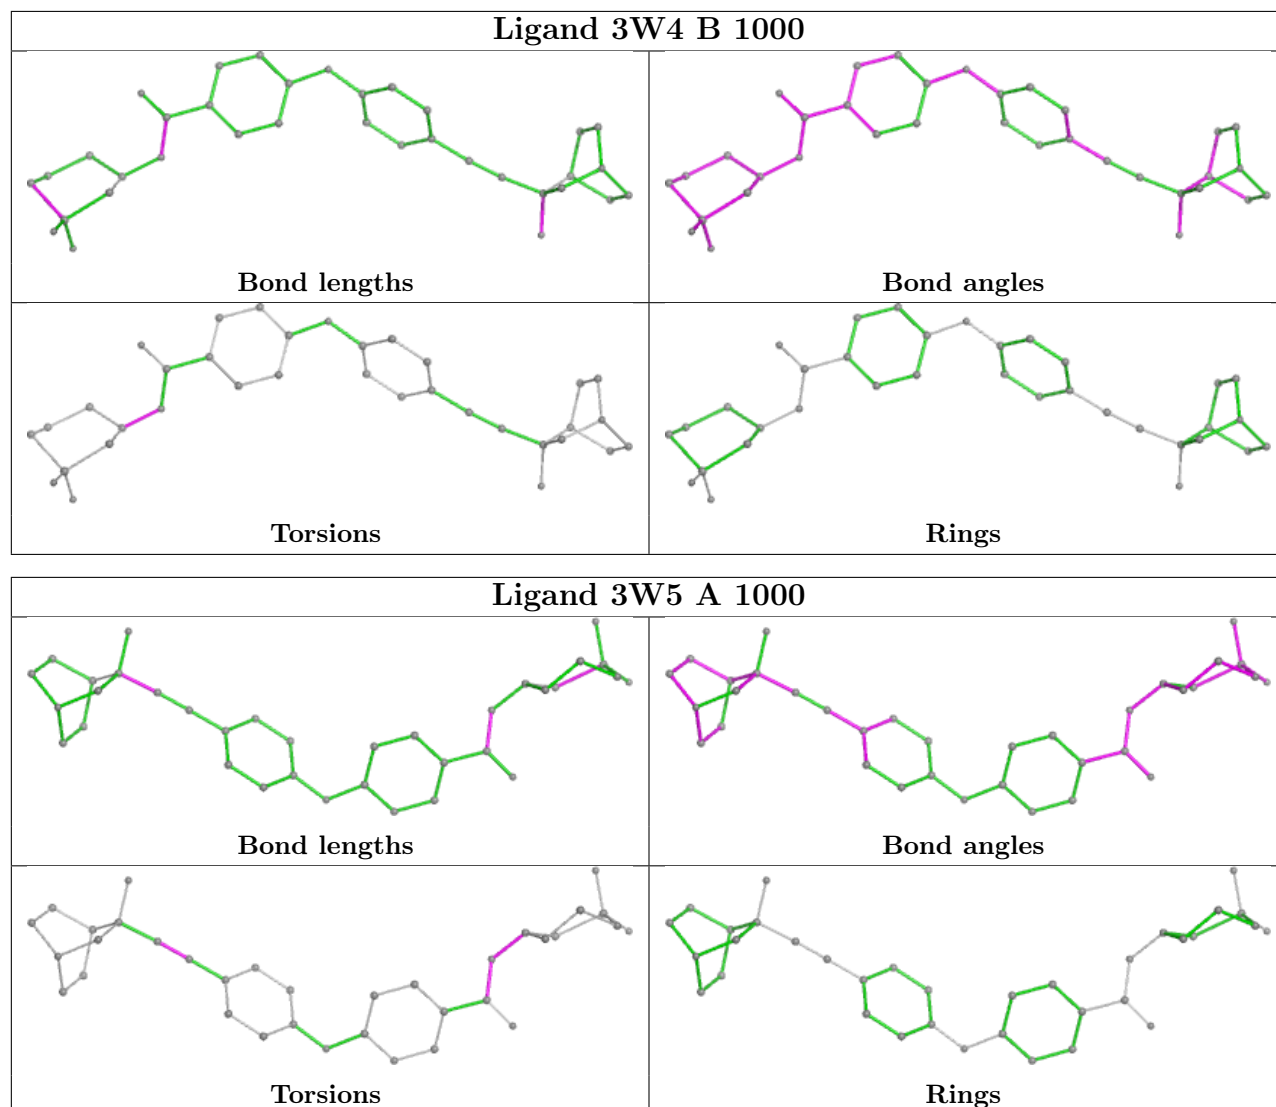 Ligand 3W4 B 1000
Bond lengths
Bond angles
Torsions
Rings
Ligand 3W5 A 1000
Bond lengths
Bond angles
Torsions
Rings